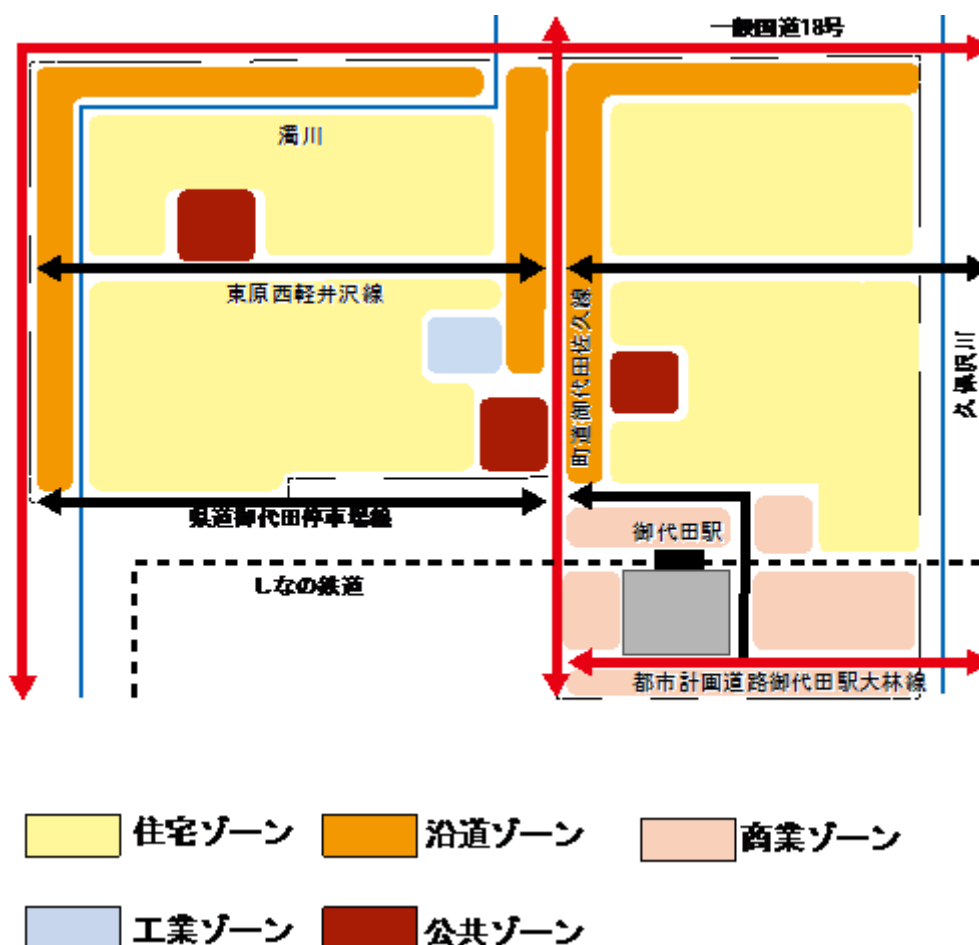 一般国道18号
濁川
東原西軽井沢線
町道御代田佐久線
久保沢川
県道御代田停車場線
御代田駅
しなの鉄道
都市計画道路御代田駅大林線
住宅ゾーン
沿道ゾーン
商業ゾーン
工業ゾーン
公共ゾーン